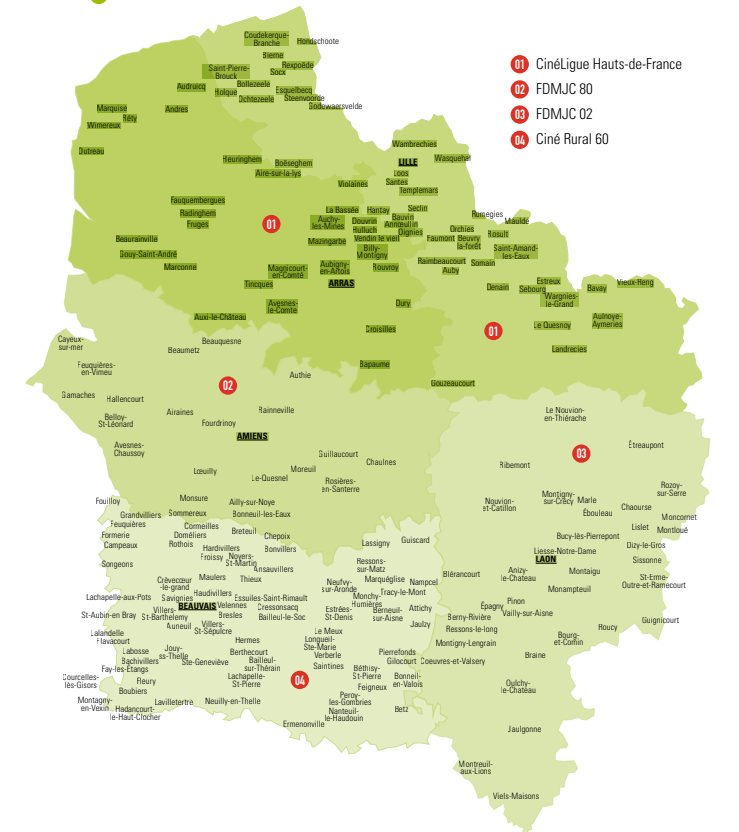 Coudekerque-
Branche
Hondschoote
Bierne
Rexpoëde
Saint-Pierre-
Brouck
Socx
Audruicq
Bollezeele
Esquelbecq
Holque
Ochtezeele
Steenvoorde
Godewaersvelde
Marquise
Réty
Andres
Wimereux
Outreau
01 CinéLigue Hauts-de-France
02 FDMJC 80
03 FDMJC 02
04 Ciné Rural 60
Wambrechies
LILLE
Wasquehal
Heuringhem
Boëseghem
Aire-sur-la-lys
Loos
Santes
Violaines
Templemars
Fauquembergues
Radinghem
Fruges
01
La Bassée
Hantay
Seclin
Auchy-
les-Mines
Douvrin
Bauvin
Annœullin
Hulluch
Oignies
Vendin le vieil
Mazingarbe
Billy-
Montigny
Rumegies
Maulde
Orchies
Rosult
Faumont
Beuvry
la-forêt
Saint-Amand-
les-Eaux
Beaurainville
Gouy-Saint-André
Marconne
Magnicourt-
en-Comté
Aubigny-
en-Artois
Rouvroy
Raimbeaucourt
Auby
Somain
Tincques
ARRAS
Denain
Estreux
Sebourg
Wargnies-
le-Grand
Bavay
Vieux-Reng
Avesnes-
le-Comte
Dury
Auxi-le-Château
Croisilles
01
Le Quesnoy
Aulnoye-
Aymeries
Landrecies
Bapaume
Gouzeaucourt
Cayeux-
sur-mer
Beauquesne
Beaumetz
Feuquières-
en-Vimeu
Authie
02
Gamaches
Hallencourt
Airaines
Rainneville
Belloy-
St-Léonard
Fourdrinoy
AMIENS
Avesnes-
Chaussoy
Guillaucourt
Chaulnes
Lœuilly
Moreuil
Le-Quesnel
Rosières-
en-Santerre
Monsure
Ailly-sur-Noye
Le Nouvion-
en-Thiérache
Étreaupont
03
Ribemont
Rozoy-
sur-Serre
Nouvion-
et-Catillon
Montigny-
sur-Crécy
Marle
Ébouleau
Chaourse
Moncornet
Lislet
Montloué
Bucy-lès-Pierrepont
Dizy-le-Gros
Liesse-Notre-Dame
LAON
Sissonne
Blérancourt
Anizy-
le-Chateau
Montaigu
St-Erme-
Outre-et-Ramecourt
Monampteuil
Pinon
Épagny
Vailly-sur-Aisne
Berny-Rivière
Ressons-le-long
Roucy
Guignicourt
Bourg-
et-Comin
Montigny-Lengrain
Braine
Coeuvres-et-Valsery
Oulchy-
le-Chateau
Jaulgonne
Montreuil-
aux-Lions
Viels-Maisons
Fouilloy
Grandvilliers
Sommereux
Bonneuil-les-Eaux
Feuquières
Cormeilles
Formerie
Doméliers
Breteuil
Chepoix
Campeaux
Rothois
Hardivillers
Bonvillers
Lassigny
Guiscard
Froissy
Noyers-
St-Martin
Songeons
Ansauvillers
Ressons-
sur-Matz
Crèvecœur
-le-grand
Maulers
Thieux
Neufvy-
sur-Aronde
Marquéglise
Nampcel
Tracy-le-Mont
Lachapelle-aux-Pots
Savignies
Haudivillers
Essuiles-Saint-Rimault
Monchy-
Humières
BEAUVAIS
Velennes
Cressonsacq
Estrées-
St-Denis
Berneuil-
sur-Aisne
Attichy
St-Aubin en Bray
Villers-
St-Barthelemy
Bresles
Bailleul-le-Soc
Jaulzy
Auneuil
Villers-
St-Sépulcre
Lalandelle
Flavacourt
Le Meux
Hermes
Longueil-
Ste-Marie
Labosse
Jouy-
ss-Thelle
Berthecourt
Verberle
Pierrefonds
Bachivillers
Ste-Geneviève
Bailleul-
sur-Thérain
Saintines
Gilocourt
Fay-les-Étangs
Béthisy-
St-Pierre
Courcelles-
lès-Gisors
Fleury
Lachapelle-
St-Pierre
04
Feigneux
Bonneil-
en-Valois
Boubiers
Peroy-
les-Gombries
Montagny-
en-Vexin
Lavilletertre
Neuilly-en-Thelle
Hadancourt-
le-Haut-Clocher
Nanteuil-
le-Haudouin
Betz
Ermenonville